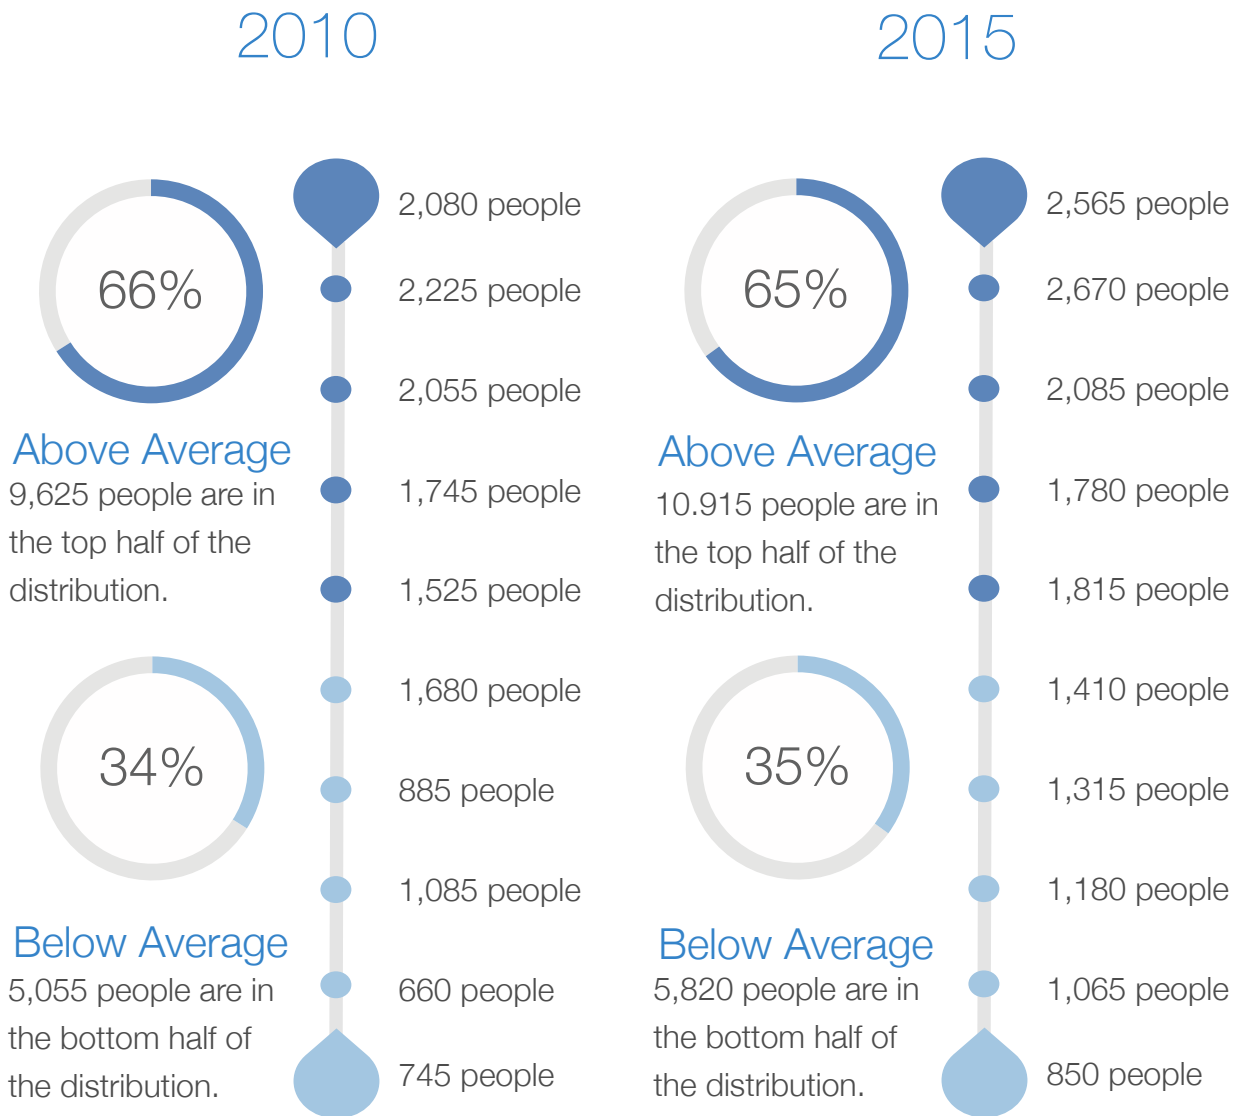 2010
66%
Above Average
9,625 people are in
the top half of the
distribution.
34%
Below Average
5,055 people are in
the bottom half of
the distribution.
2,080 people
2,225 people
2,055 people
1,745 people
1,525 people
1,680 people
885 people
1,085 people
660 people
745 people
2015
65%
Above Average
10.915 people are in
the top half of the
distribution.
35%
Below Average
5,820 people are in
the bottom half of
the distribution.
2,565 people
2,670 people
2,085 people
1,780 people
1,815 people
1,410 people
1,315 people
1,180 people
1,065 people
850 people